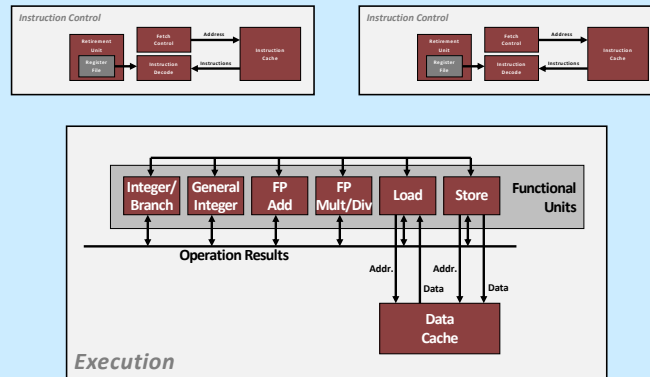 Instruction Control
Retirement
Unit
Register
File
Fetch
Control
Instruction
Decode
Address
Instructions
Instruction
Cache
Instruction Control
Retirement
Unit
Register
File
Fetch
Control
Instruction
Decode
Address
Instructions
Instruction
Cache
Integer/
Branch
General
Integer
FP
Add
FP
Mult/Div
Load
Store
Functional
Units
Operation Results
Addr.
Data
Addr.
Data
Data
Cache
Execution